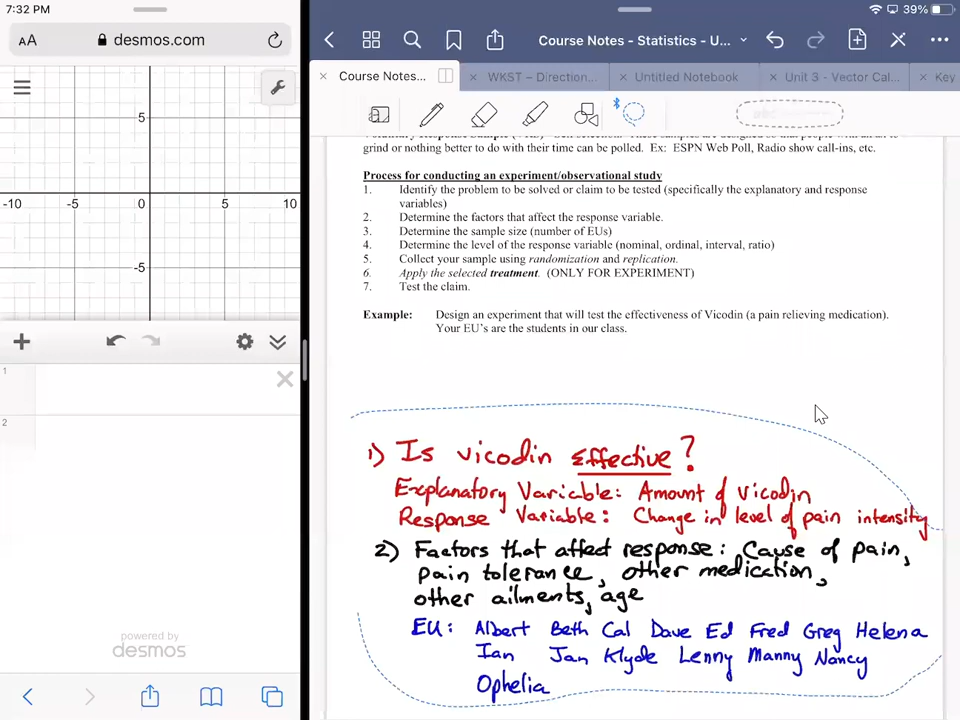 7:32 PM
39%
AA desmos.com
Course Notes - Statistics - U...
Course Notes...
WKST – Direction...
Untitled Notebook
Unit 3 - Vector Cal...
Key
5
-10 -5 0 5 10
-5
1
2
powered by
desmos
grind or nothing better to do with their time can be polled. Ex: ESPN Web Poll, Radio show call-ins, etc.
Process for conducting an experiment/observational study
1. Identify the problem to be solved or claim to be tested (specifically the explanatory and response
variables)
2. Determine the factors that affect the response variable.
3. Determine the sample size (number of EUs)
4. Determine the level of the response variable (nominal, ordinal, interval, ratio)
5. Collect your sample using randomization and replication.
6. Apply the selected treatment. (ONLY FOR EXPERIMENT)
7. Test the claim.
Example: Design an experiment that will test the effectiveness of Vicodin (a pain relieving medication).
Your EU's are the students in our class.
1) Is vicodin effective?
Explanatory Variable: Amount of vicodin
Response Variable: Change in level of pain intensity
2) Factors that affect response: Cause of pain,
pain tolerance, other medication,
other ailments, age
EU: Albert Beth Cal Dave Ed Fred Greg Helena
Ian Jan Klyde Lenny Manny Nancy
Ophelia